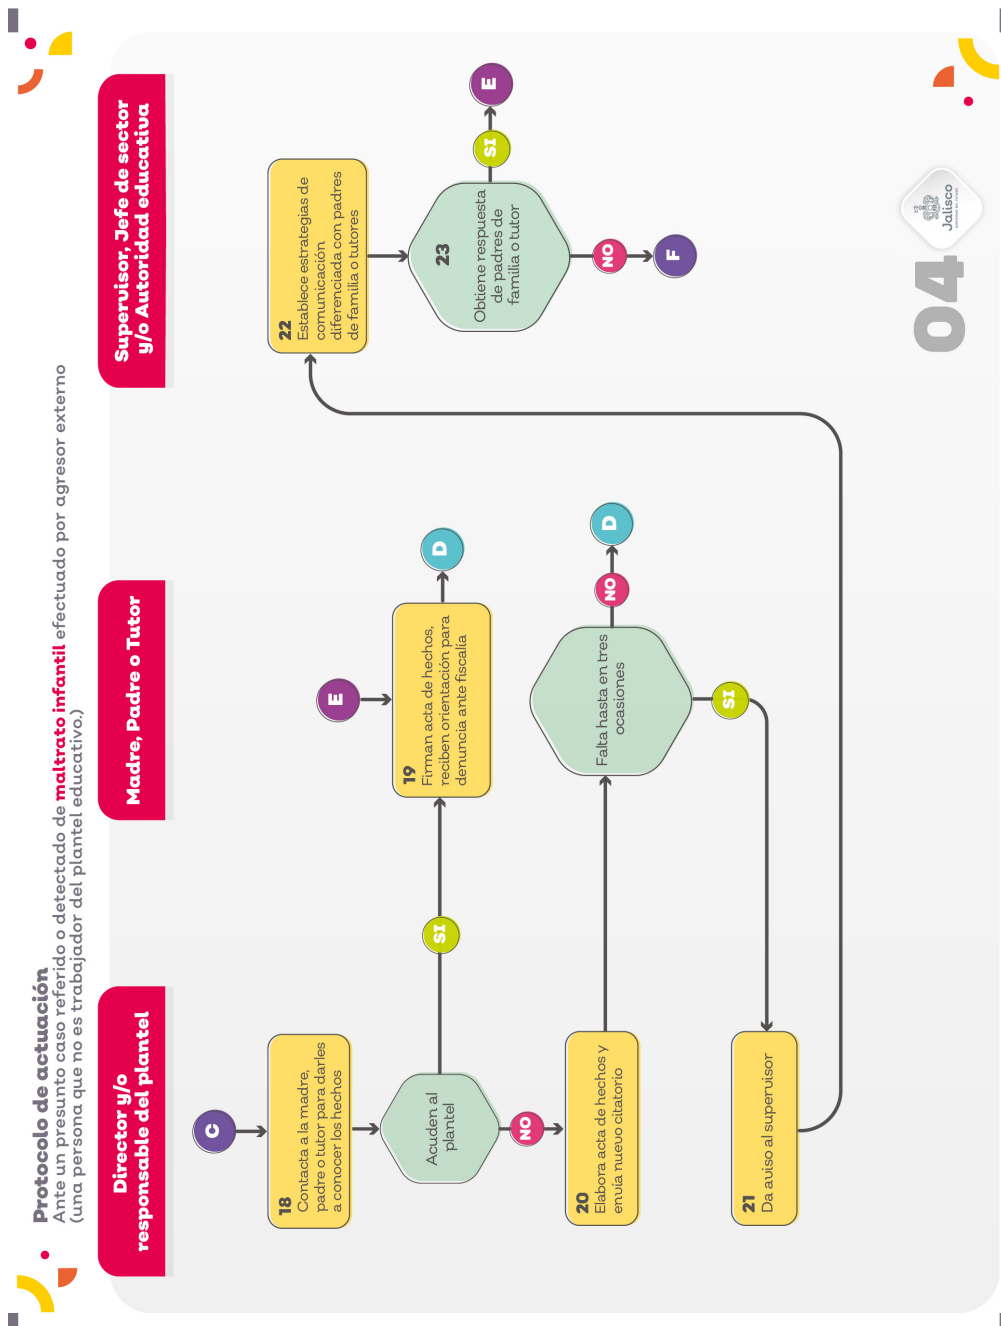 Protocolo de actuación
Ante un presunto caso referido o detectado de maltrato infantil efectuado por agresor externo
(una persona que no es trabajador del plantel educativo.)
Director y/o
responsable del plantel
Madre, Padre o Tutor
Supervisor, Jefe de sector
y/o Autoridad educativa
C
18
Contacta a la madre,
padre o tutor para darles
a conocer los hechos
Acuden al
plantel
SI
NO
20
Elabora acta de hechos y
envía nuevo citatorio
21
Da aviso al supervisor
E
19
Firman acta de hechos,
reciben orientación para
denuncia ante fiscalía
D
Falta hasta en tres
ocasiones
NO
D
SI
22
Establece estrategias de
comunicación
diferenciada con padres
de familia o tutores
23
Obtiene respuesta
de padres de
familia o tutor
SI
E
NO
F
04
Jalisco